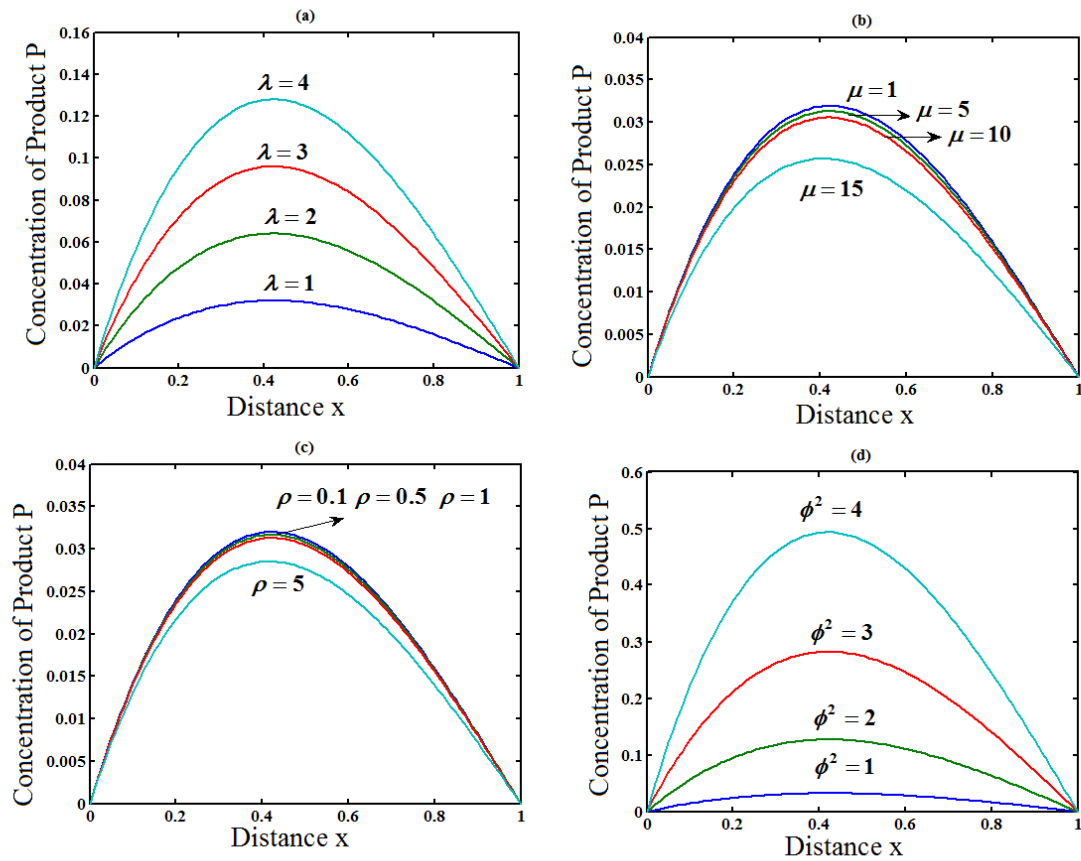 (a)
Concentration of Product P
0.16
0.14
0.12
0.1
0.08
0.06
0.04
0.02
0
λ = 4
λ = 3
λ = 2
λ = 1
0 0.2 0.4 0.6 0.8 1
Distance x
(b)
Concentration of Product P
0.04
0.035
0.03
0.025
0.02
0.015
0.01
0.005
0
μ = 1
μ = 5
μ = 10
μ = 15
0 0.2 0.4 0.6 0.8 1
Distance x
(c)
Concentration of Product P
0.04
0.035
0.03
0.025
0.02
0.015
0.01
0.005
0
ρ = 0.1 ρ = 0.5 ρ = 1
ρ = 5
0 0.2 0.4 0.6 0.8 1
Distance x
(d)
Concentration of Product P
0.6
0.5
0.4
0.3
0.2
0.1
0
ϕ² = 4
ϕ² = 3
ϕ² = 2
ϕ² = 1
0 0.2 0.4 0.6 0.8 1
Distance x